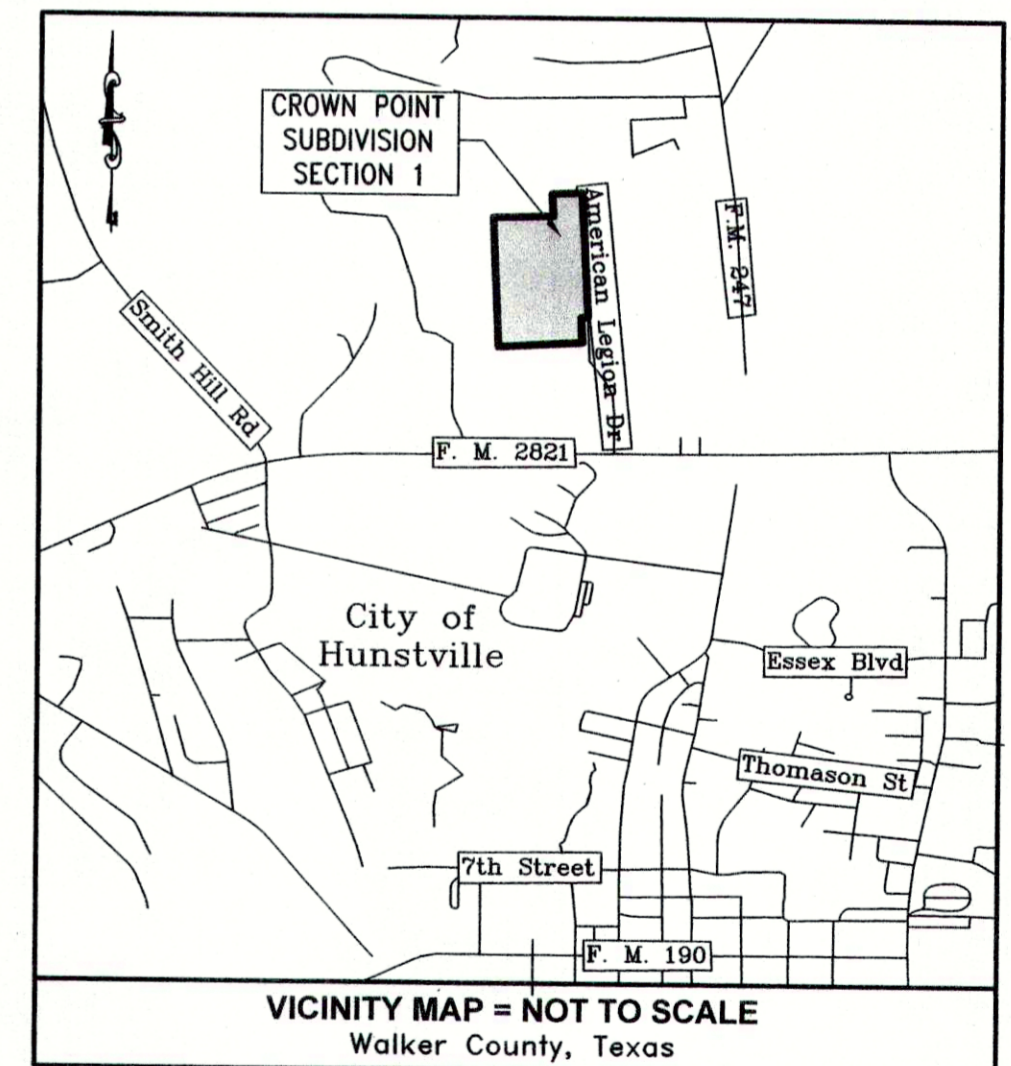 CROWN POINT
SUBDIVISION
SECTION 1
American Legion Dr
F.M. 247
Smith Hill Rd
F. M. 2821
City of
Hunstville
Essex Blvd
Thomason St
7th Street
F. M. 190
VICINITY MAP = NOT TO SCALE
Walker County, Texas